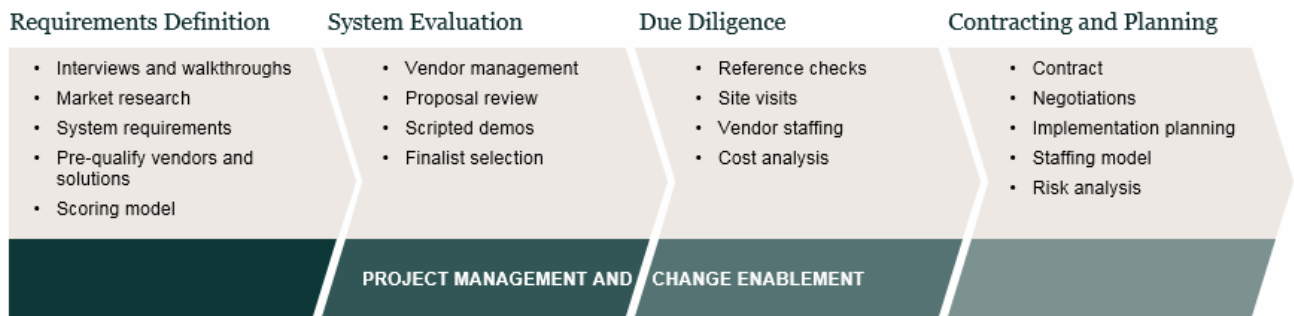 Requirements Definition
• Interviews and walkthroughs
• Market research
• System requirements
• Pre-qualify vendors and
solutions
• Scoring model
System Evaluation
• Vendor management
• Proposal review
• Scripted demos
• Finalist selection
Due Diligence
• Reference checks
• Site visits
• Vendor staffing
• Cost analysis
Contracting and Planning
• Contract
• Negotiations
• Implementation planning
• Staffing model
• Risk analysis
PROJECT MANAGEMENT AND CHANGE ENABLEMENT